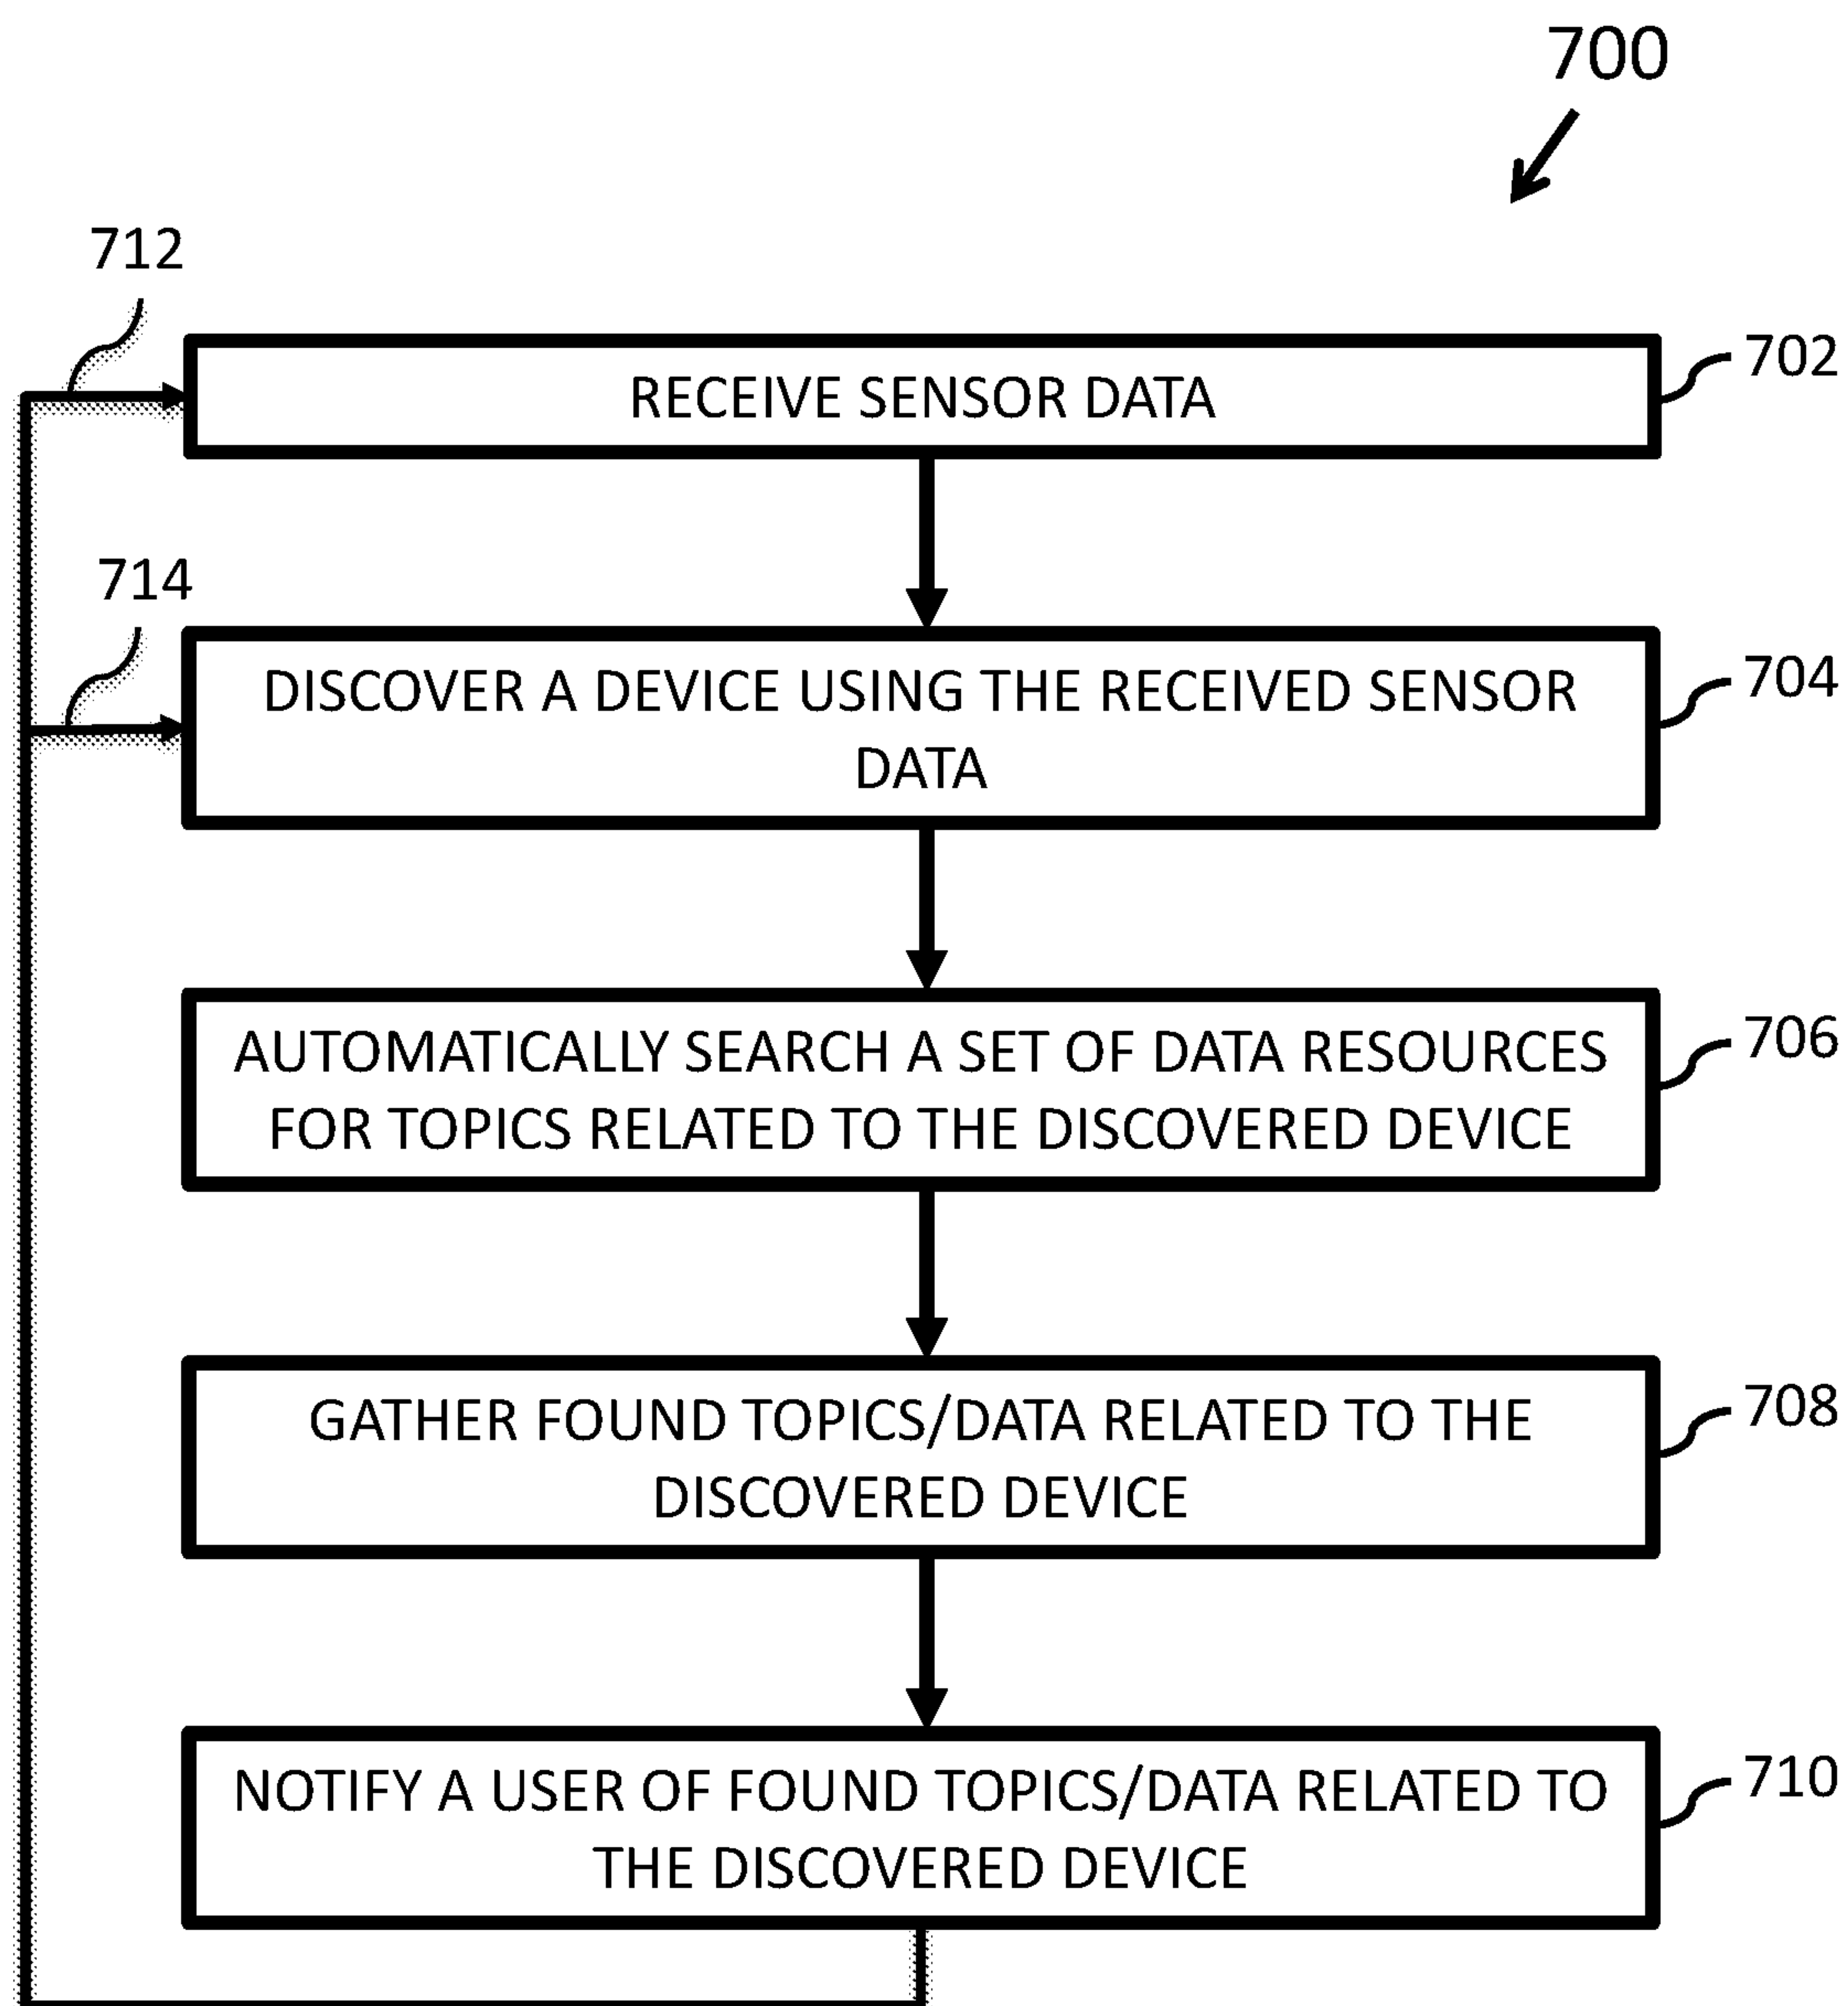 700
712
RECEIVE SENSOR DATA
702
714
DISCOVER A DEVICE USING THE RECEIVED SENSOR
DATA
704
AUTOMATICALLY SEARCH A SET OF DATA RESOURCES
FOR TOPICS RELATED TO THE DISCOVERED DEVICE
706
GATHER FOUND TOPICS/DATA RELATED TO THE
DISCOVERED DEVICE
708
NOTIFY A USER OF FOUND TOPICS/DATA RELATED TO
THE DISCOVERED DEVICE
710